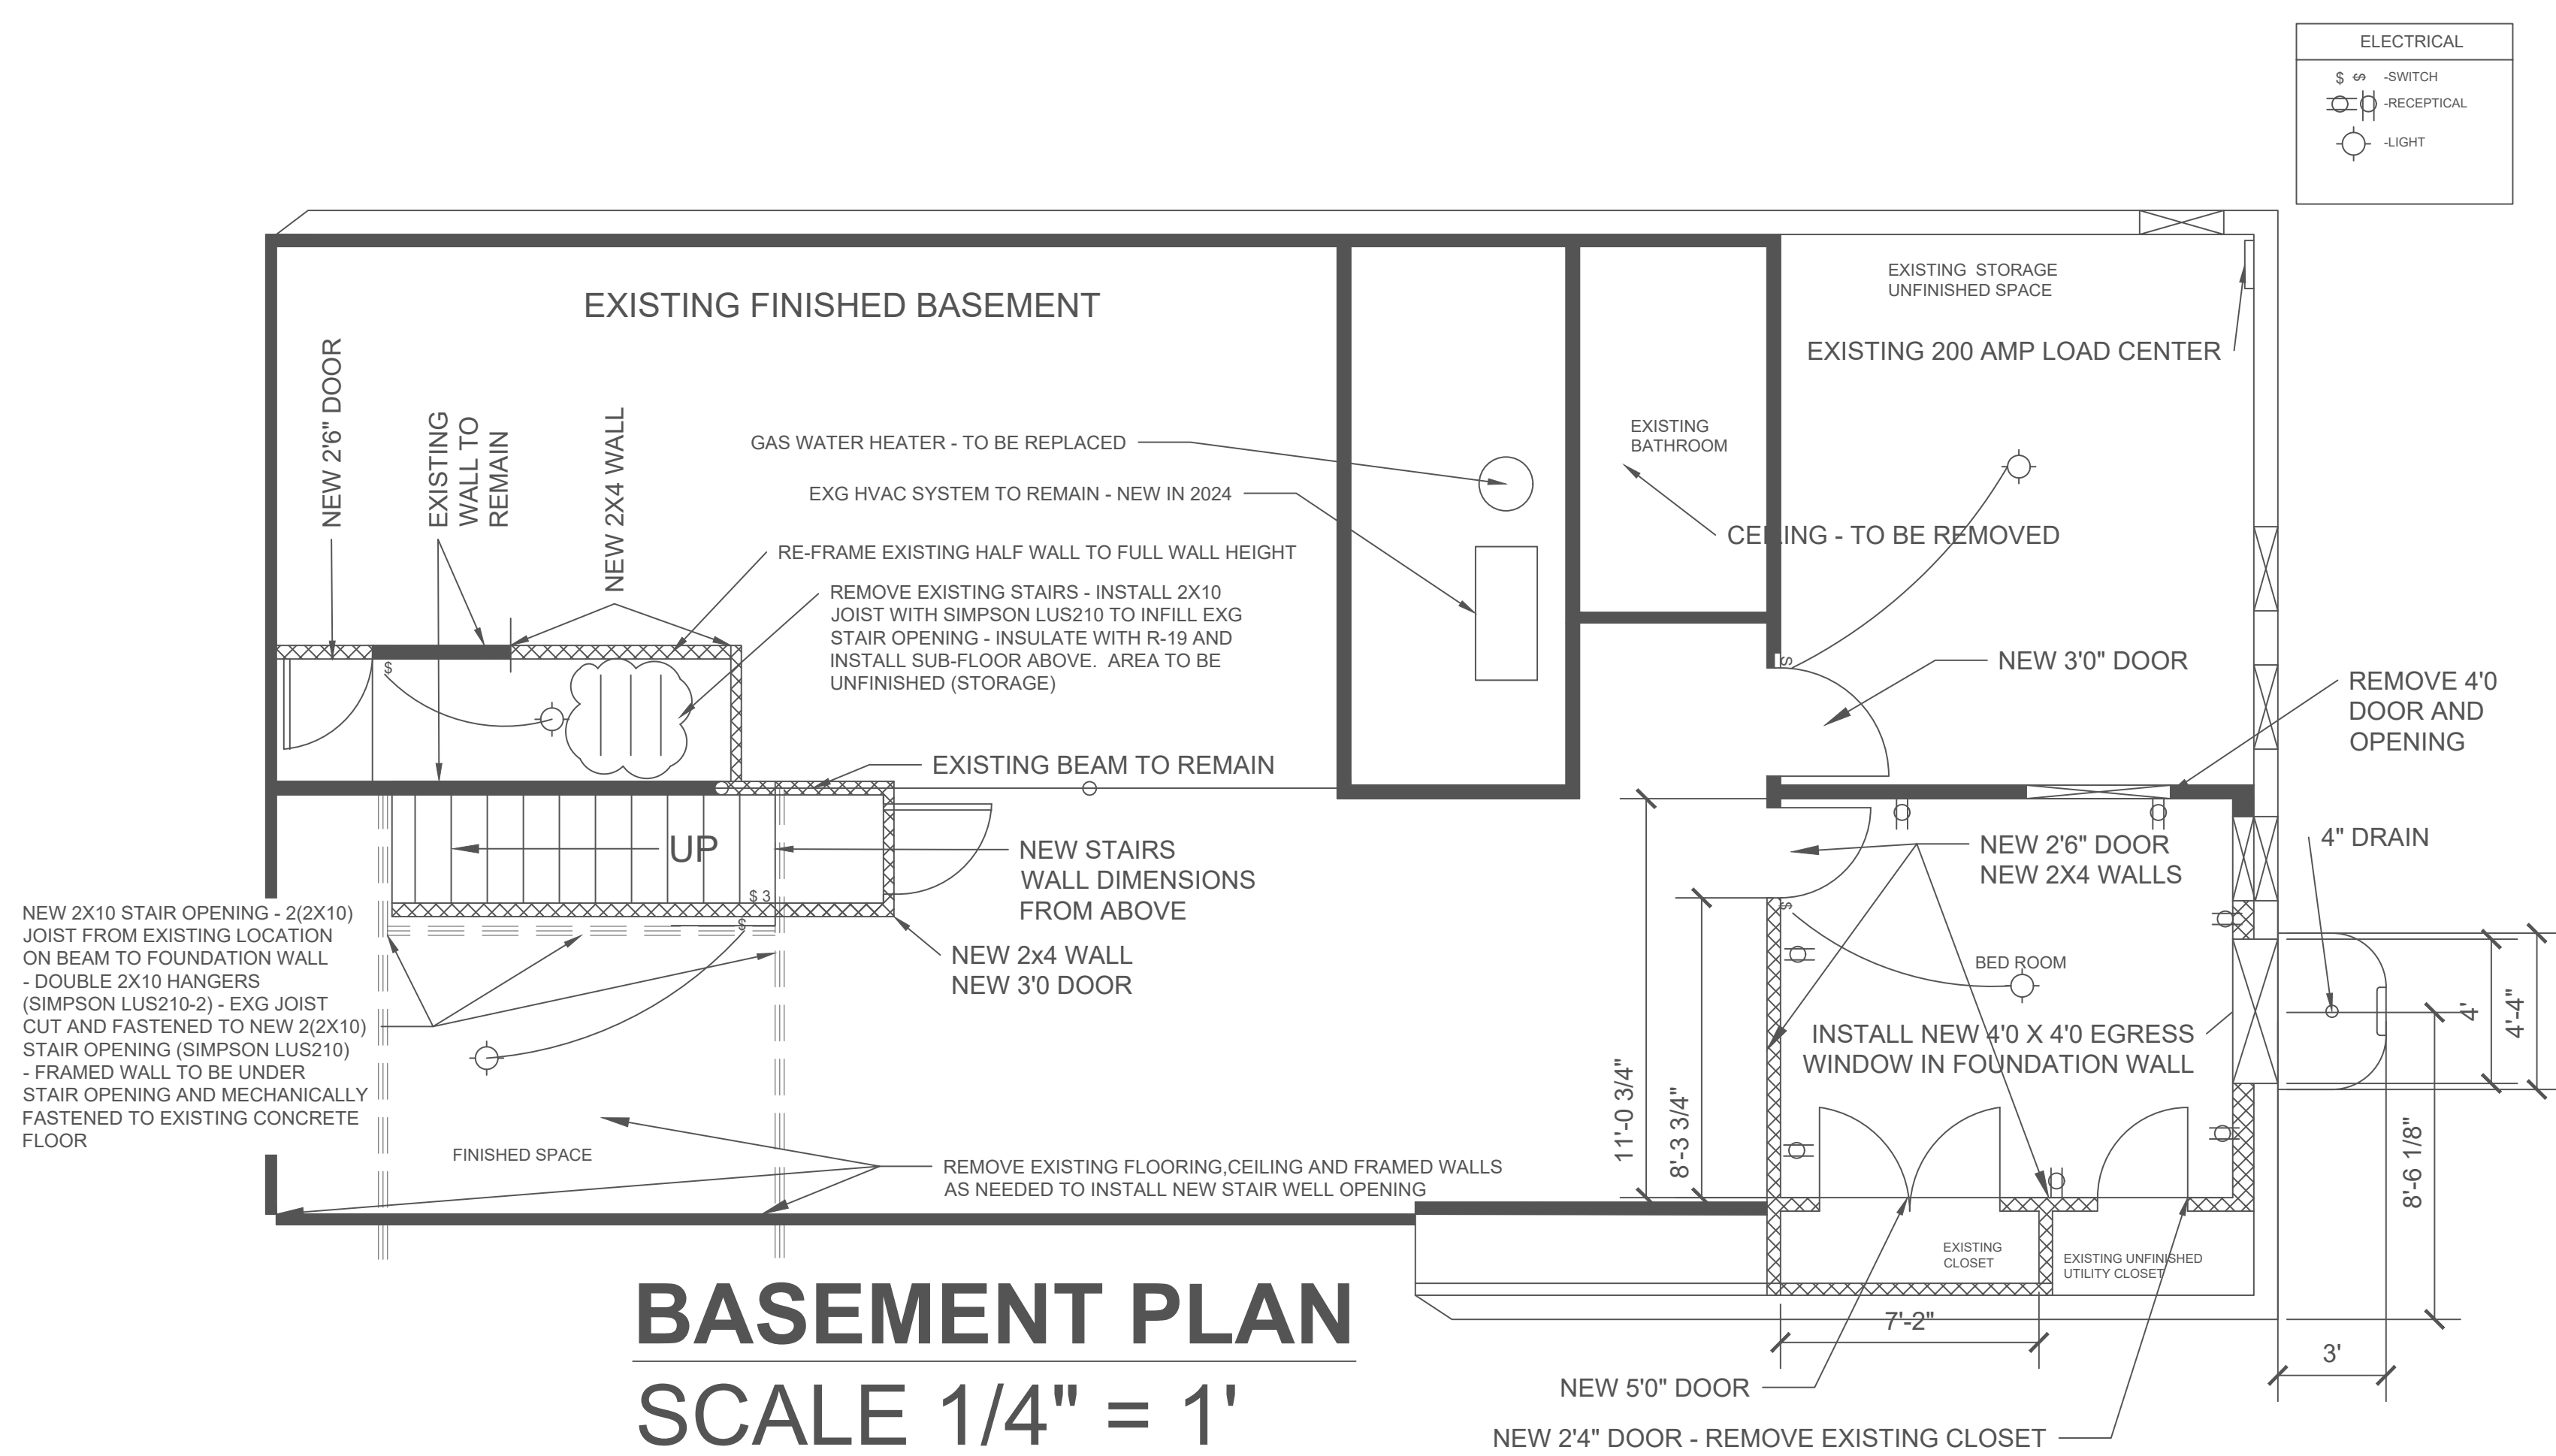 ELECTRICAL
$ $ -SWITCH
-RECEPTICAL
-LIGHT
EXISTING FINISHED BASEMENT
EXISTING STORAGE
UNFINISHED SPACE
EXISTING 200 AMP LOAD CENTER
NEW 2'6" DOOR
EXISTING
WALL TO
REMAIN
NEW 2X4 WALL
GAS WATER HEATER - TO BE REPLACED
EXG HVAC SYSTEM TO REMAIN - NEW IN 2024
RE-FRAME EXISTING HALF WALL TO FULL WALL HEIGHT
REMOVE EXISTING STAIRS - INSTALL 2X10
JOIST WITH SIMPSON LUS210 TO INFILL EXG
STAIR OPENING - INSULATE WITH R-19 AND
INSTALL SUB-FLOOR ABOVE. AREA TO BE
UNFINISHED (STORAGE)
EXISTING
BATHROOM
CEILING - TO BE REMOVED
$
S
NEW 3'0" DOOR
REMOVE 4'0
DOOR AND
OPENING
EXISTING BEAM TO REMAIN
UP
$ 3
$
NEW STAIRS
WALL DIMENSIONS
FROM ABOVE
NEW 2x4 WALL
NEW 3'0 DOOR
NEW 2'6" DOOR
NEW 2X4 WALLS
4" DRAIN
NEW 2X10 STAIR OPENING - 2(2X10)
JOIST FROM EXISTING LOCATION
ON BEAM TO FOUNDATION WALL
- DOUBLE 2X10 HANGERS
(SIMPSON LUS210-2) - EXG JOIST
CUT AND FASTENED TO NEW 2(2X10)
STAIR OPENING (SIMPSON LUS210)
- FRAMED WALL TO BE UNDER
STAIR OPENING AND MECHANICALLY
FASTENED TO EXISTING CONCRETE
FLOOR
$
BED ROOM
INSTALL NEW 4'0 X 4'0 EGRESS
WINDOW IN FOUNDATION WALL
4'
4'-4"
11'-0 3/4"
8'-3 3/4"
8'-6 1/8"
FINISHED SPACE
REMOVE EXISTING FLOORING,CEILING AND FRAMED WALLS
AS NEEDED TO INSTALL NEW STAIR WELL OPENING
EXISTING
CLOSET
EXISTING UNFINISHED
UTILITY CLOSET
7'-2"
3'
NEW 5'0" DOOR
NEW 2'4" DOOR - REMOVE EXISTING CLOSET
BASEMENT PLAN
SCALE 1/4" = 1'